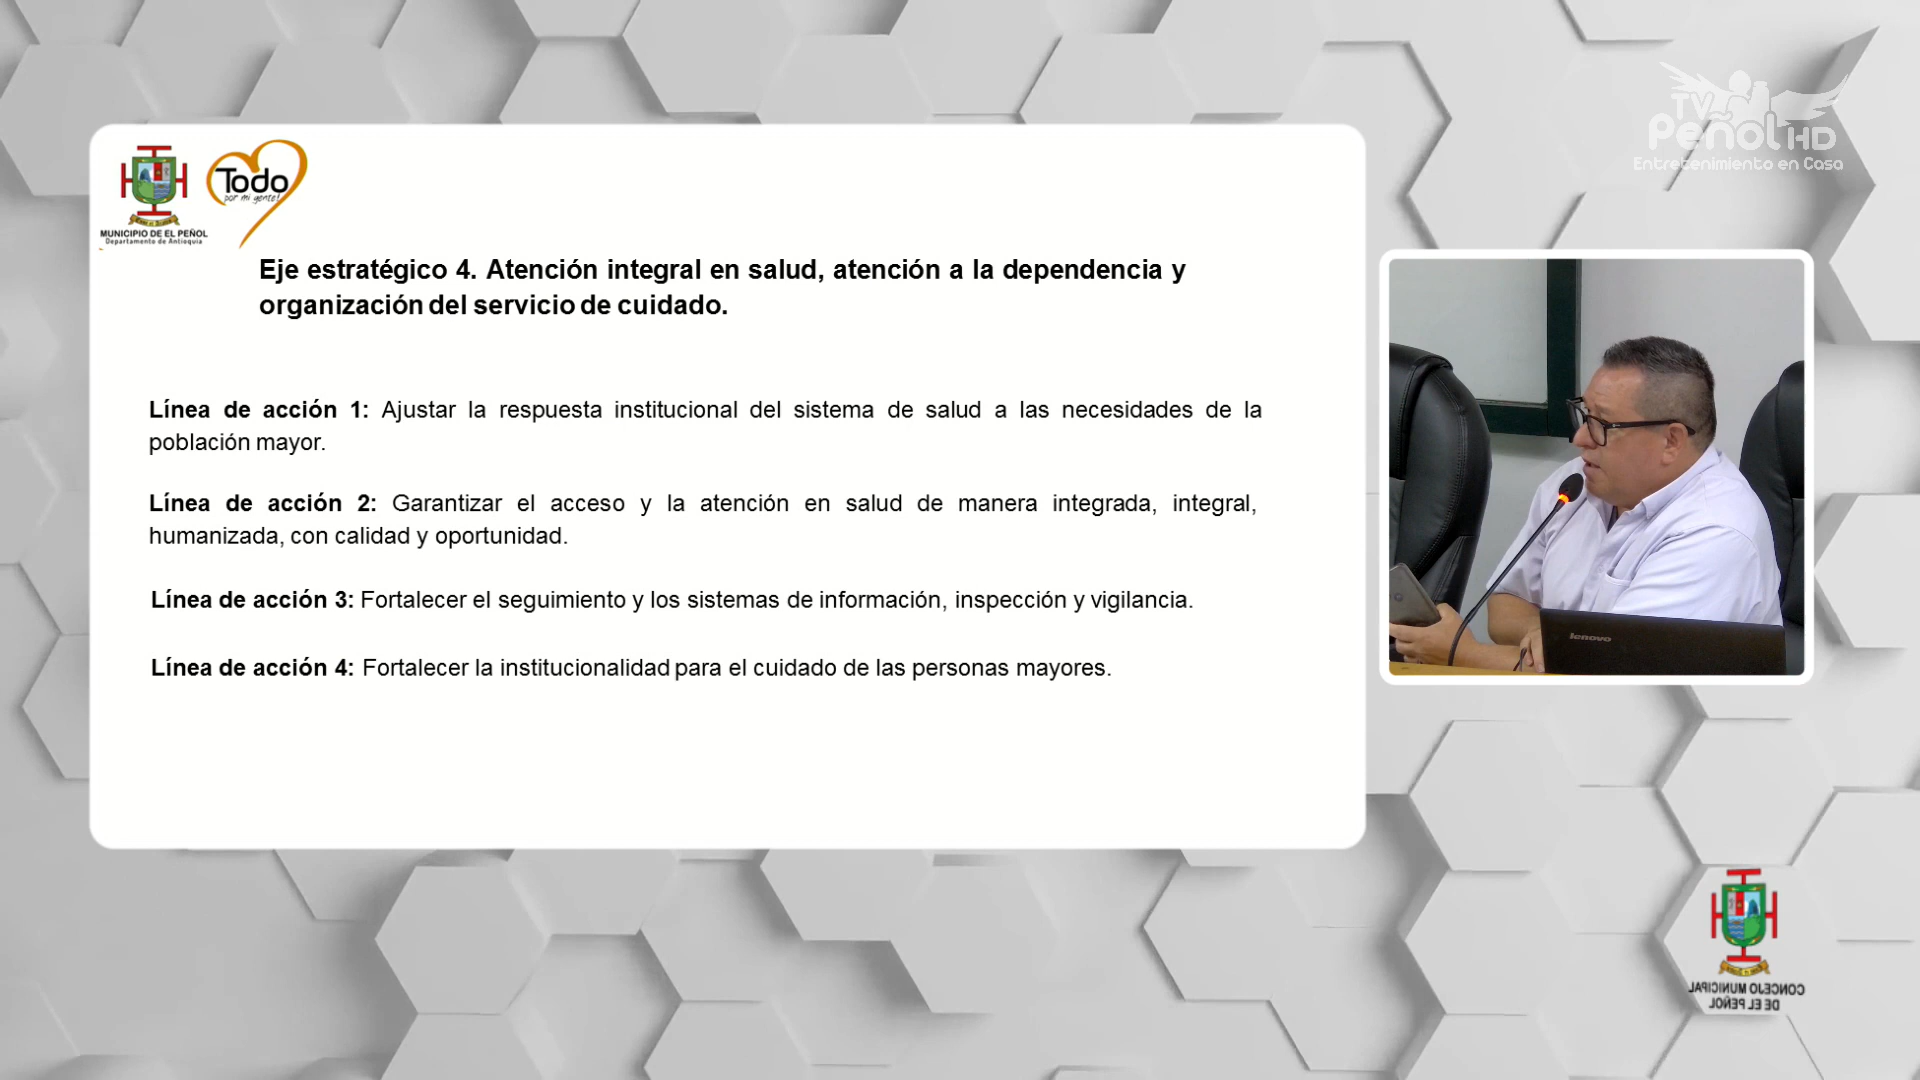 TV
Peñol HD
Entretenimiento en Casa
Todo
por mi gente!
MUNICIPIO DE EL PEÑOL
Departamento de Antioquia
Eje estratégico 4. Atención integral en salud, atención a la dependencia y
organización del servicio de cuidado.
Línea de acción 1: Ajustar la respuesta institucional del sistema de salud a las necesidades de la
población mayor.
Línea de acción 2: Garantizar el acceso y la atención en salud de manera integrada, integral,
humanizada, con calidad y oportunidad.
Línea de acción 3: Fortalecer el seguimiento y los sistemas de información, inspección y vigilancia.
Línea de acción 4: Fortalecer la institucionalidad para el cuidado de las personas mayores.
lenovo
CONCEJO MUNICIPAL
DE EL PEÑOL